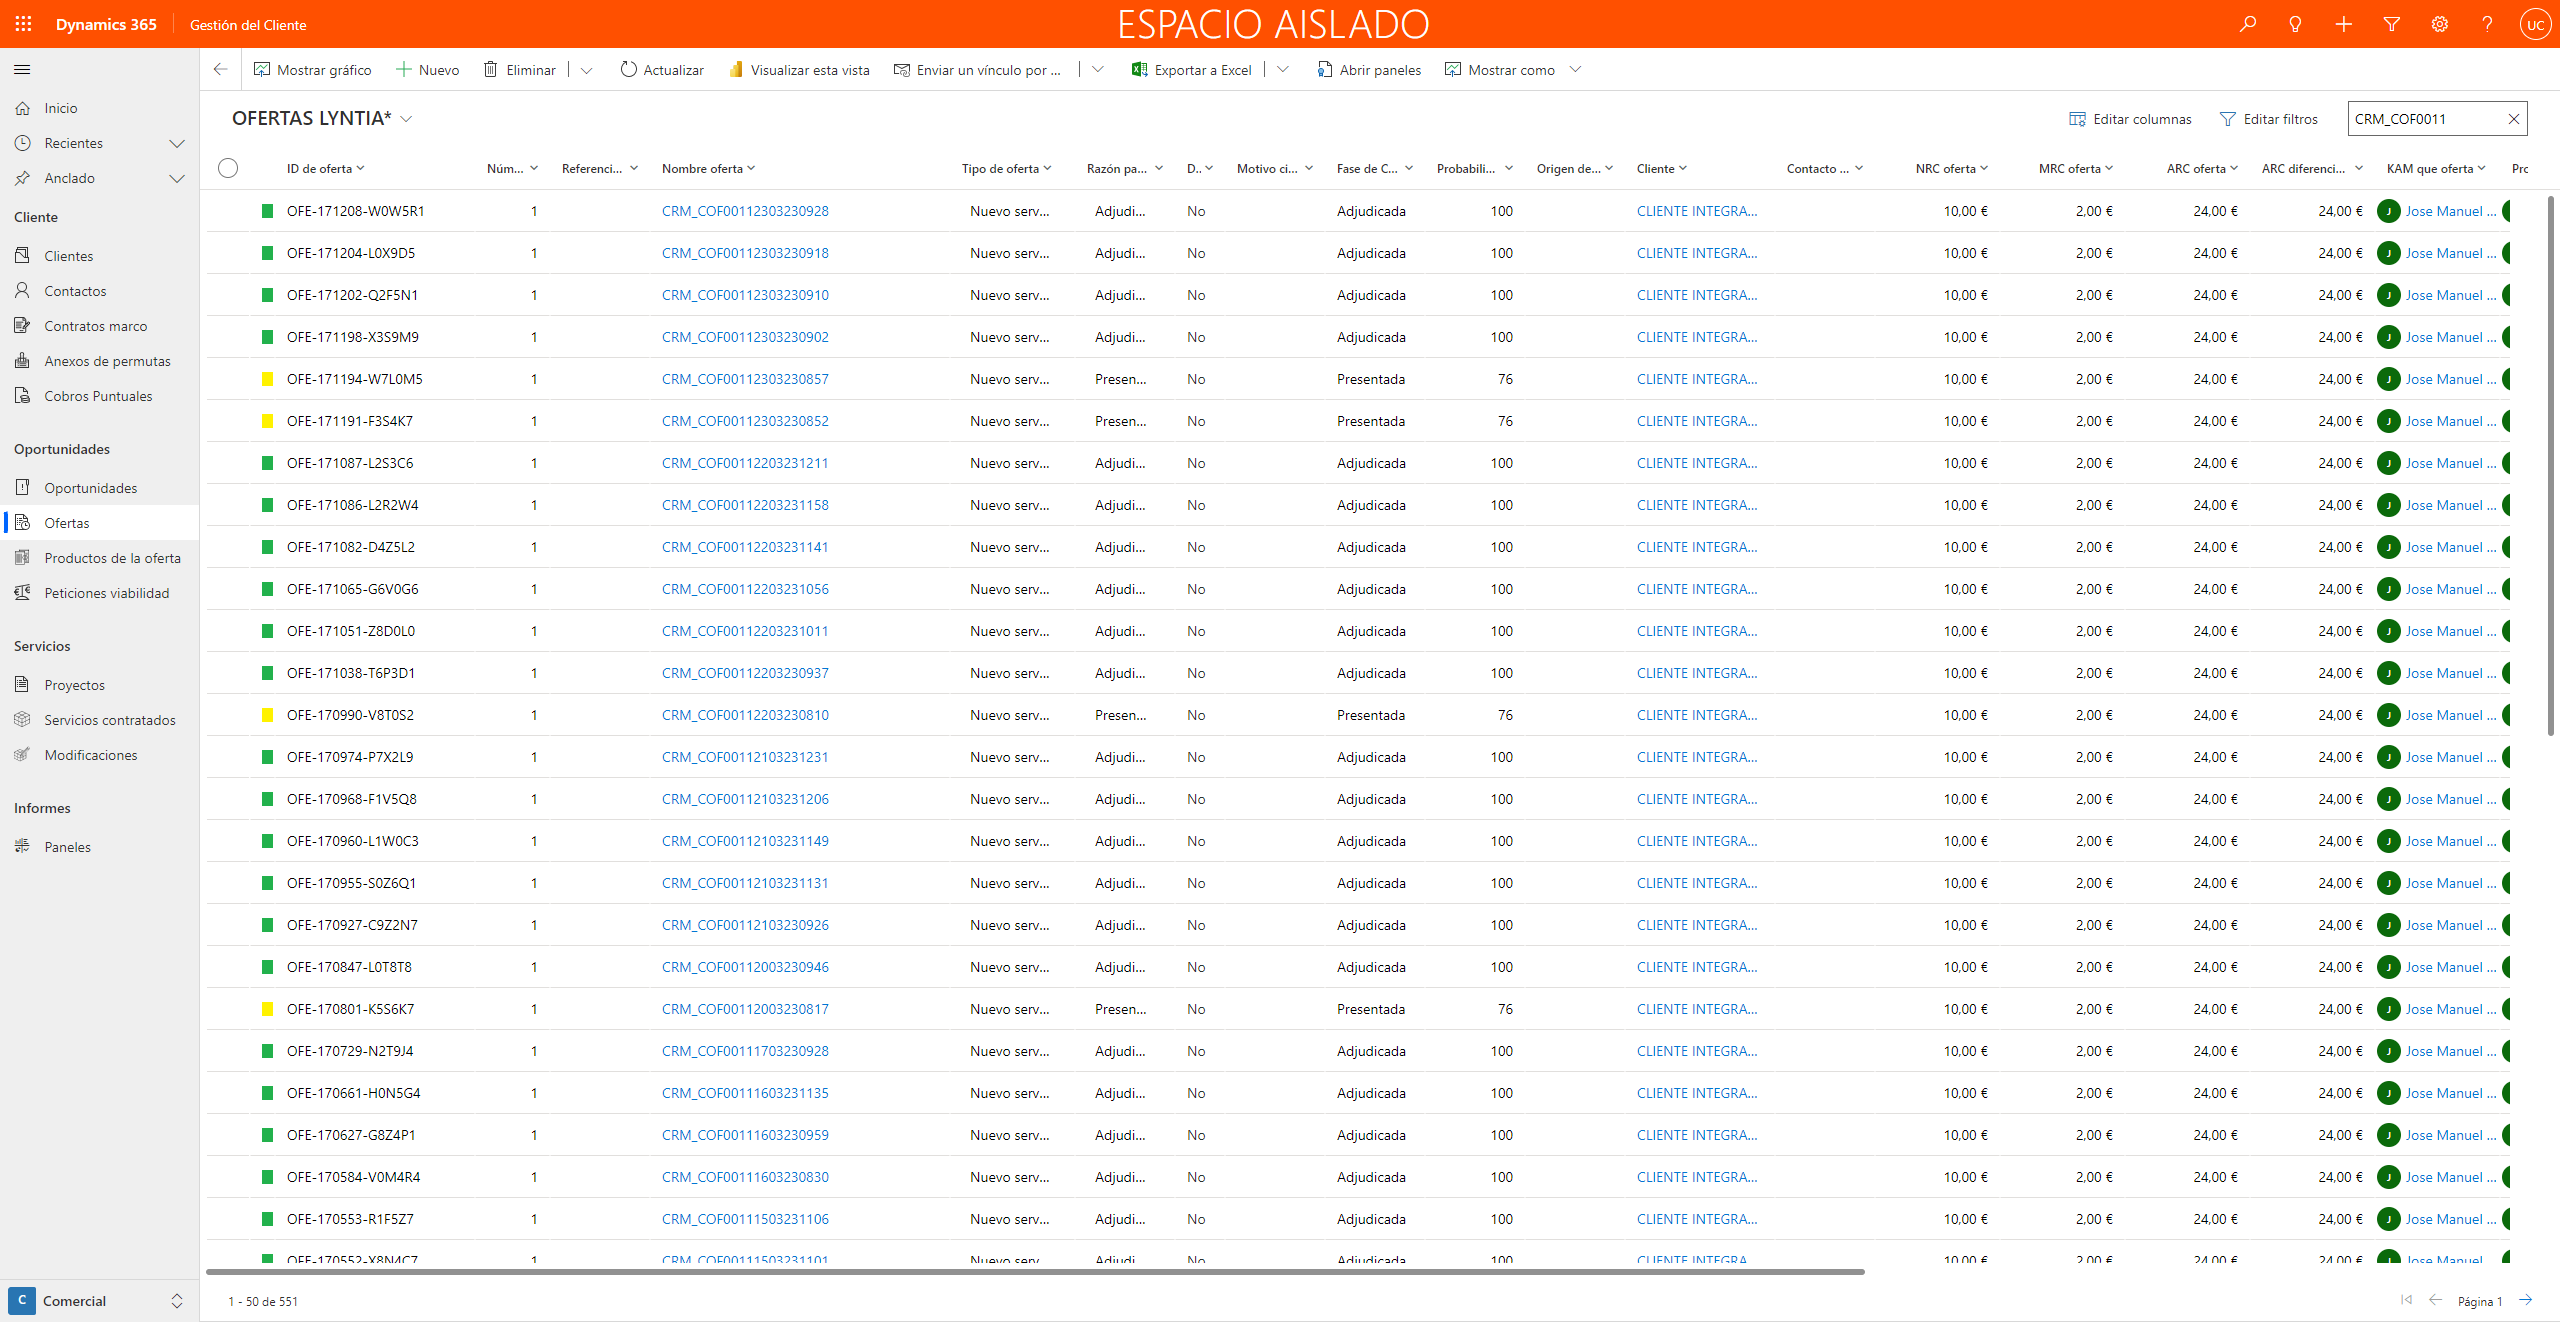 Dynamics 365 Gestión del Cliente ESPACIO AISLADO UC
Mostrar gráfico Nuevo Eliminar Actualizar Visualizar esta vista Enviar un vínculo por ... Exportar a Excel Abrir paneles Mostrar como
Inicio
Recientes
Anclado
Cliente
Clientes
Contactos
Contratos marco
Anexos de permutas
Cobros Puntuales
Oportunidades
Oportunidades
Ofertas
Productos de la oferta
Peticiones viabilidad
Servicios
Proyectos
Servicios contratados
Modificaciones
Informes
Paneles
C Comercial
OFERTAS LYNTIA* Editar columnas Editar filtros CRM_COF0011
ID de oferta Núm... Referenci... Nombre oferta Tipo de oferta Razón pa... D.. Motivo ci... Fase de C... Probabili... Origen de... Cliente Contacto ... NRC oferta MRC oferta ARC oferta ARC diferenci... KAM que oferta Prc
OFE-171208-W0W5R1 1 CRM_COF00112303230928 Nuevo serv... Adjudi... No Adjudicada 100 CLIENTE INTEGRA... 10,00 € 2,00 € 24,00 € 24,00 € J Jose Manuel ...
OFE-171204-L0X9D5 1 CRM_COF00112303230918 Nuevo serv... Adjudi... No Adjudicada 100 CLIENTE INTEGRA... 10,00 € 2,00 € 24,00 € 24,00 € J Jose Manuel ...
OFE-171202-Q2F5N1 1 CRM_COF00112303230910 Nuevo serv... Adjudi... No Adjudicada 100 CLIENTE INTEGRA... 10,00 € 2,00 € 24,00 € 24,00 € J Jose Manuel ...
OFE-171198-X3S9M9 1 CRM_COF00112303230902 Nuevo serv... Adjudi... No Adjudicada 100 CLIENTE INTEGRA... 10,00 € 2,00 € 24,00 € 24,00 € J Jose Manuel ...
OFE-171194-W7L0M5 1 CRM_COF00112303230857 Nuevo serv... Presen... No Presentada 76 CLIENTE INTEGRA... 10,00 € 2,00 € 24,00 € 24,00 € J Jose Manuel ...
OFE-171191-F3S4K7 1 CRM_COF00112303230852 Nuevo serv... Presen... No Presentada 76 CLIENTE INTEGRA... 10,00 € 2,00 € 24,00 € 24,00 € J Jose Manuel ...
OFE-171087-L2S3C6 1 CRM_COF00112203231211 Nuevo serv... Adjudi... No Adjudicada 100 CLIENTE INTEGRA... 10,00 € 2,00 € 24,00 € 24,00 € J Jose Manuel ...
OFE-171086-L2R2W4 1 CRM_COF00112203231158 Nuevo serv... Adjudi... No Adjudicada 100 CLIENTE INTEGRA... 10,00 € 2,00 € 24,00 € 24,00 € J Jose Manuel ...
OFE-171082-D4Z5L2 1 CRM_COF00112203231141 Nuevo serv... Adjudi... No Adjudicada 100 CLIENTE INTEGRA... 10,00 € 2,00 € 24,00 € 24,00 € J Jose Manuel ...
OFE-171065-G6V0G6 1 CRM_COF00112203231056 Nuevo serv... Adjudi... No Adjudicada 100 CLIENTE INTEGRA... 10,00 € 2,00 € 24,00 € 24,00 € J Jose Manuel ...
OFE-171051-Z8D0L0 1 CRM_COF00112203231011 Nuevo serv... Adjudi... No Adjudicada 100 CLIENTE INTEGRA... 10,00 € 2,00 € 24,00 € 24,00 € J Jose Manuel ...
OFE-171038-T6P3D1 1 CRM_COF00112203230937 Nuevo serv... Adjudi... No Adjudicada 100 CLIENTE INTEGRA... 10,00 € 2,00 € 24,00 € 24,00 € J Jose Manuel ...
OFE-170990-V8T0S2 1 CRM_COF00112203230810 Nuevo serv... Presen... No Presentada 76 CLIENTE INTEGRA... 10,00 € 2,00 € 24,00 € 24,00 € J Jose Manuel ...
OFE-170974-P7X2L9 1 CRM_COF00112103231231 Nuevo serv... Adjudi... No Adjudicada 100 CLIENTE INTEGRA... 10,00 € 2,00 € 24,00 € 24,00 € J Jose Manuel ...
OFE-170968-F1V5Q8 1 CRM_COF00112103231206 Nuevo serv... Adjudi... No Adjudicada 100 CLIENTE INTEGRA... 10,00 € 2,00 € 24,00 € 24,00 € J Jose Manuel ...
OFE-170960-L1W0C3 1 CRM_COF00112103231149 Nuevo serv... Adjudi... No Adjudicada 100 CLIENTE INTEGRA... 10,00 € 2,00 € 24,00 € 24,00 € J Jose Manuel ...
OFE-170955-S0Z6Q1 1 CRM_COF00112103231131 Nuevo serv... Adjudi... No Adjudicada 100 CLIENTE INTEGRA... 10,00 € 2,00 € 24,00 € 24,00 € J Jose Manuel ...
OFE-170927-C9Z2N7 1 CRM_COF00112103230926 Nuevo serv... Adjudi... No Adjudicada 100 CLIENTE INTEGRA... 10,00 € 2,00 € 24,00 € 24,00 € J Jose Manuel ...
OFE-170847-L0T8T8 1 CRM_COF00112003230946 Nuevo serv... Adjudi... No Adjudicada 100 CLIENTE INTEGRA... 10,00 € 2,00 € 24,00 € 24,00 € J Jose Manuel ...
OFE-170801-K5S6K7 1 CRM_COF00112003230817 Nuevo serv... Presen... No Presentada 76 CLIENTE INTEGRA... 10,00 € 2,00 € 24,00 € 24,00 € J Jose Manuel ...
OFE-170729-N2T9J4 1 CRM_COF00111703230928 Nuevo serv... Adjudi... No Adjudicada 100 CLIENTE INTEGRA... 10,00 € 2,00 € 24,00 € 24,00 € J Jose Manuel ...
OFE-170661-H0N5G4 1 CRM_COF00111603231135 Nuevo serv... Adjudi... No Adjudicada 100 CLIENTE INTEGRA... 10,00 € 2,00 € 24,00 € 24,00 € J Jose Manuel ...
OFE-170627-G8Z4P1 1 CRM_COF00111603230959 Nuevo serv... Adjudi... No Adjudicada 100 CLIENTE INTEGRA... 10,00 € 2,00 € 24,00 € 24,00 € J Jose Manuel ...
OFE-170584-V0M4R4 1 CRM_COF00111603230830 Nuevo serv... Adjudi... No Adjudicada 100 CLIENTE INTEGRA... 10,00 € 2,00 € 24,00 € 24,00 € J Jose Manuel ...
OFE-170553-R1F5Z7 1 CRM_COF00111503231106 Nuevo serv... Adjudi... No Adjudicada 100 CLIENTE INTEGRA... 10,00 € 2,00 € 24,00 € 24,00 € J Jose Manuel ...
OFE-170552-X8N4C7 1 CRM_COF00111503231101 Nuevo serv Adjudi No Adjudicada 100 CLIENTE INTEGRA 10,00 € 2,00 € 24,00 € 24,00 € J Jose Manuel
1 - 50 de 551 Página 1